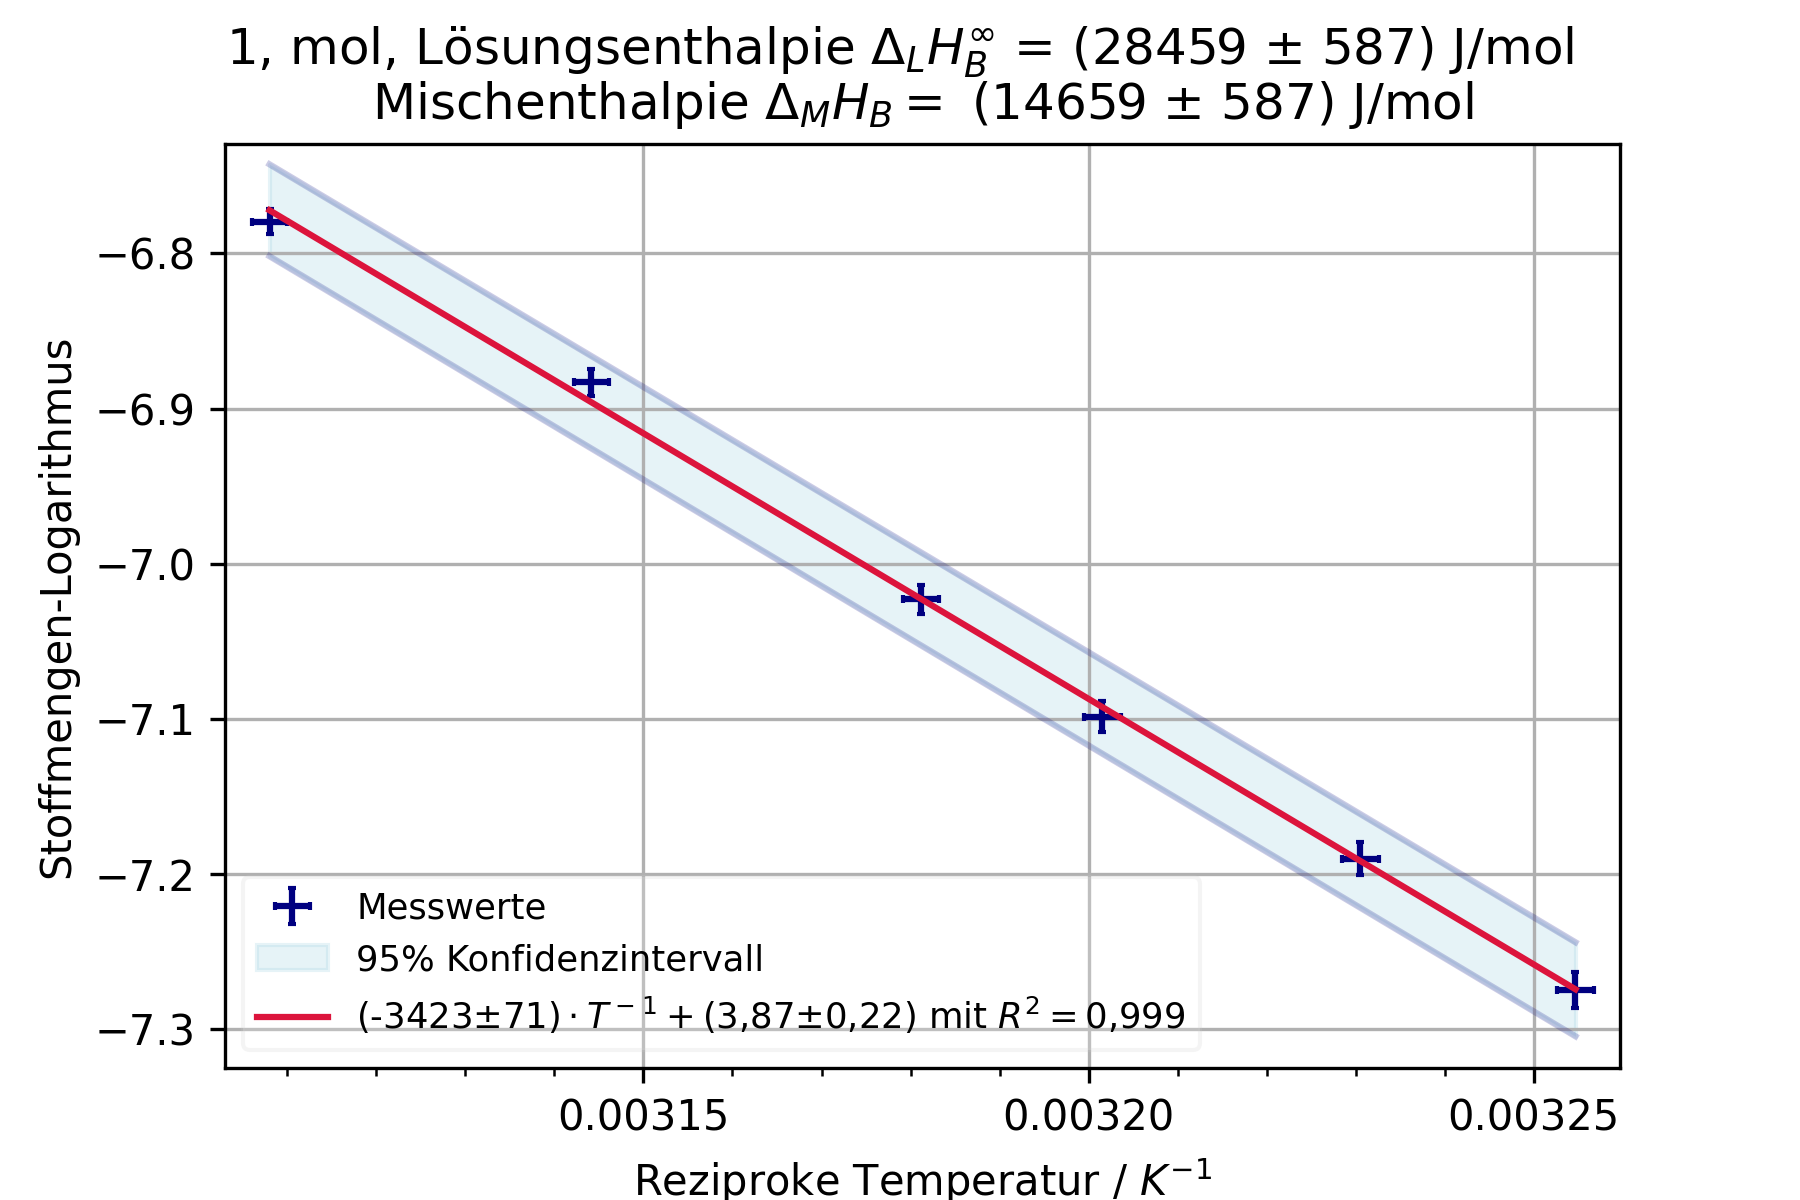 1, mol, Lösungsenthalpie Δ_L H_B^∞ = (28459 ± 587) J/mol
Mischenthalpie Δ_M H_B = (14659 ± 587) J/mol
−6.8
−6.9
−7.0
−7.1
−7.2
−7.3
Stoffmengen-Logarithmus
Messwerte
95% Konfidenzintervall
(-3423±71) · T⁻¹ + (3,87±0,22) mit R² = 0,999
0.00315 0.00320 0.00325
Reziproke Temperatur / K⁻¹